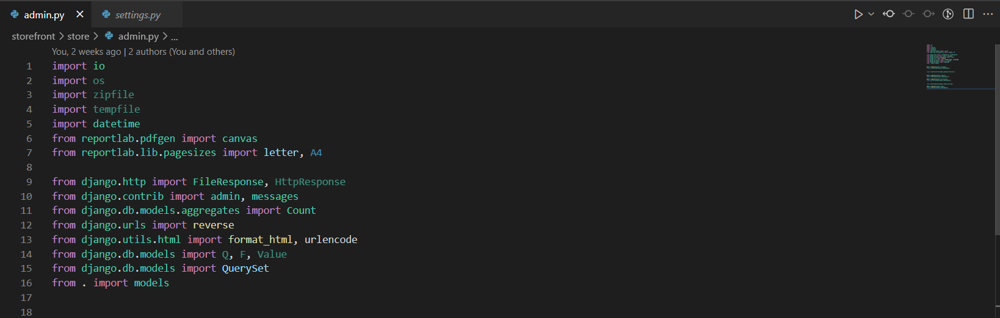 admin.py
settings.py
storefront > store > admin.py > ...
You, 2 weeks ago | 2 authors (You and others)
1 import io
2 import os
3 import zipfile
4 import tempfile
5 import datetime
6 from reportlab.pdfgen import canvas
7 from reportlab.lib.pagesizes import letter, A4
8
9 from django.http import FileResponse, HttpResponse
10 from django.contrib import admin, messages
11 from django.db.models.aggregates import Count
12 from django.urls import reverse
13 from django.utils.html import format_html, urlencode
14 from django.db.models import Q, F, Value
15 from django.db.models import QuerySet
16 from . import models
17
18